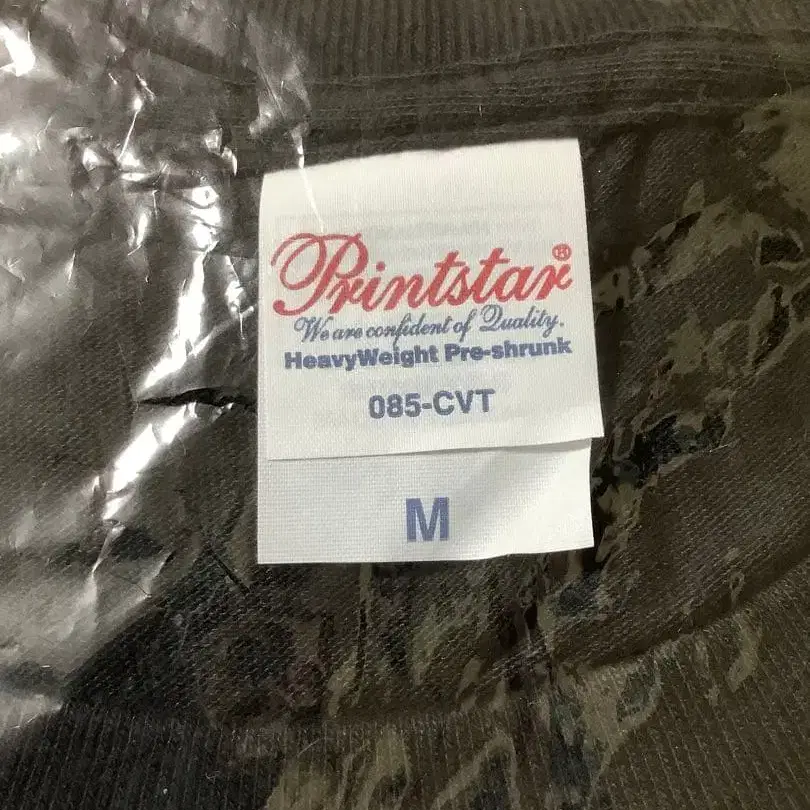 Printstar®
We are confident of Quality.
HeavyWeight Pre-shrunk
085-CVT
M